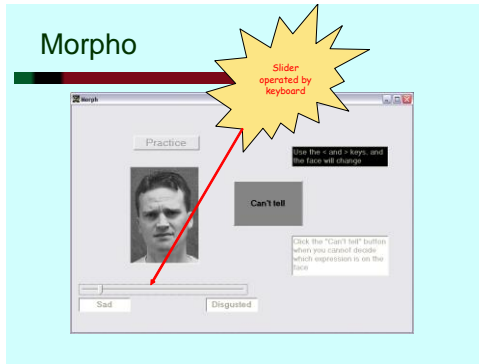 Morpho
Slider
operated by
keyboard
Morph
Practice
Use the < and > keys, and
the face will change
Can't tell
Click the "Can't tell" button
when you cannot decide
which expression is on the
face
Sad
Disgusted